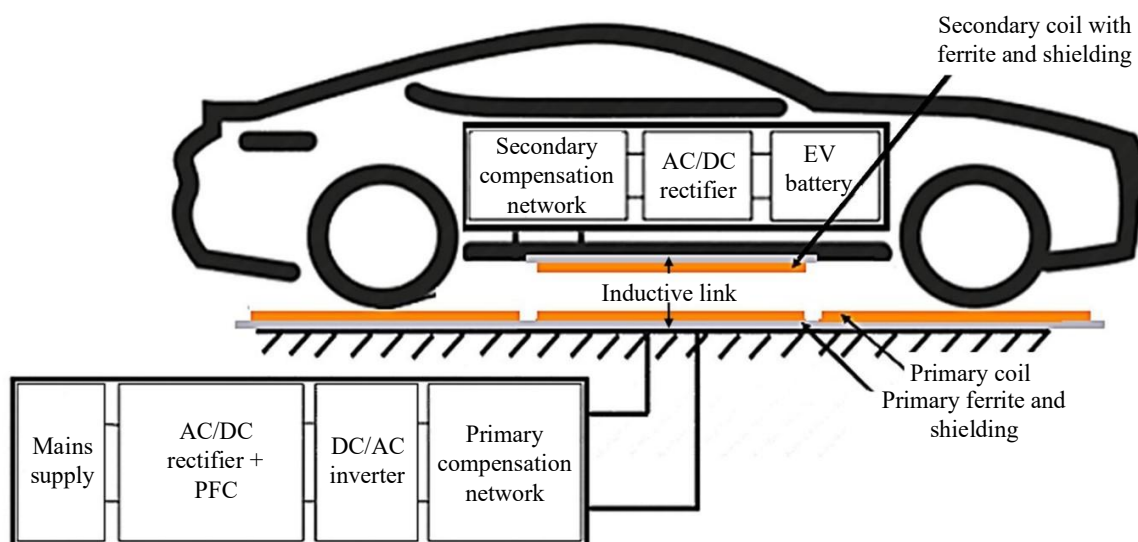 Secondary coil with
ferrite and shielding
Secondary
compensation
network
AC/DC
rectifier
EV
battery
Inductive link
Primary coil
Primary ferrite and
shielding
Mains
supply
AC/DC
rectifier +
PFC
DC/AC
inverter
Primary
compensation
network